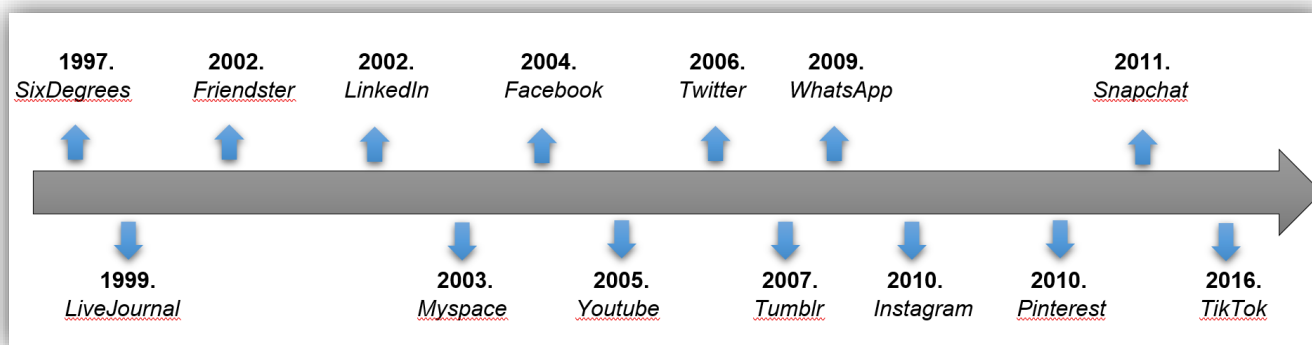 1997.
SixDegrees
2002.
Friendster
2002.
LinkedIn
2004.
Facebook
2006.
Twitter
2009.
WhatsApp
2011.
Snapchat
1999.
LiveJournal
2003.
Myspace
2005.
Youtube
2007.
Tumblr
2010.
Instagram
2010.
Pinterest
2016.
TikTok